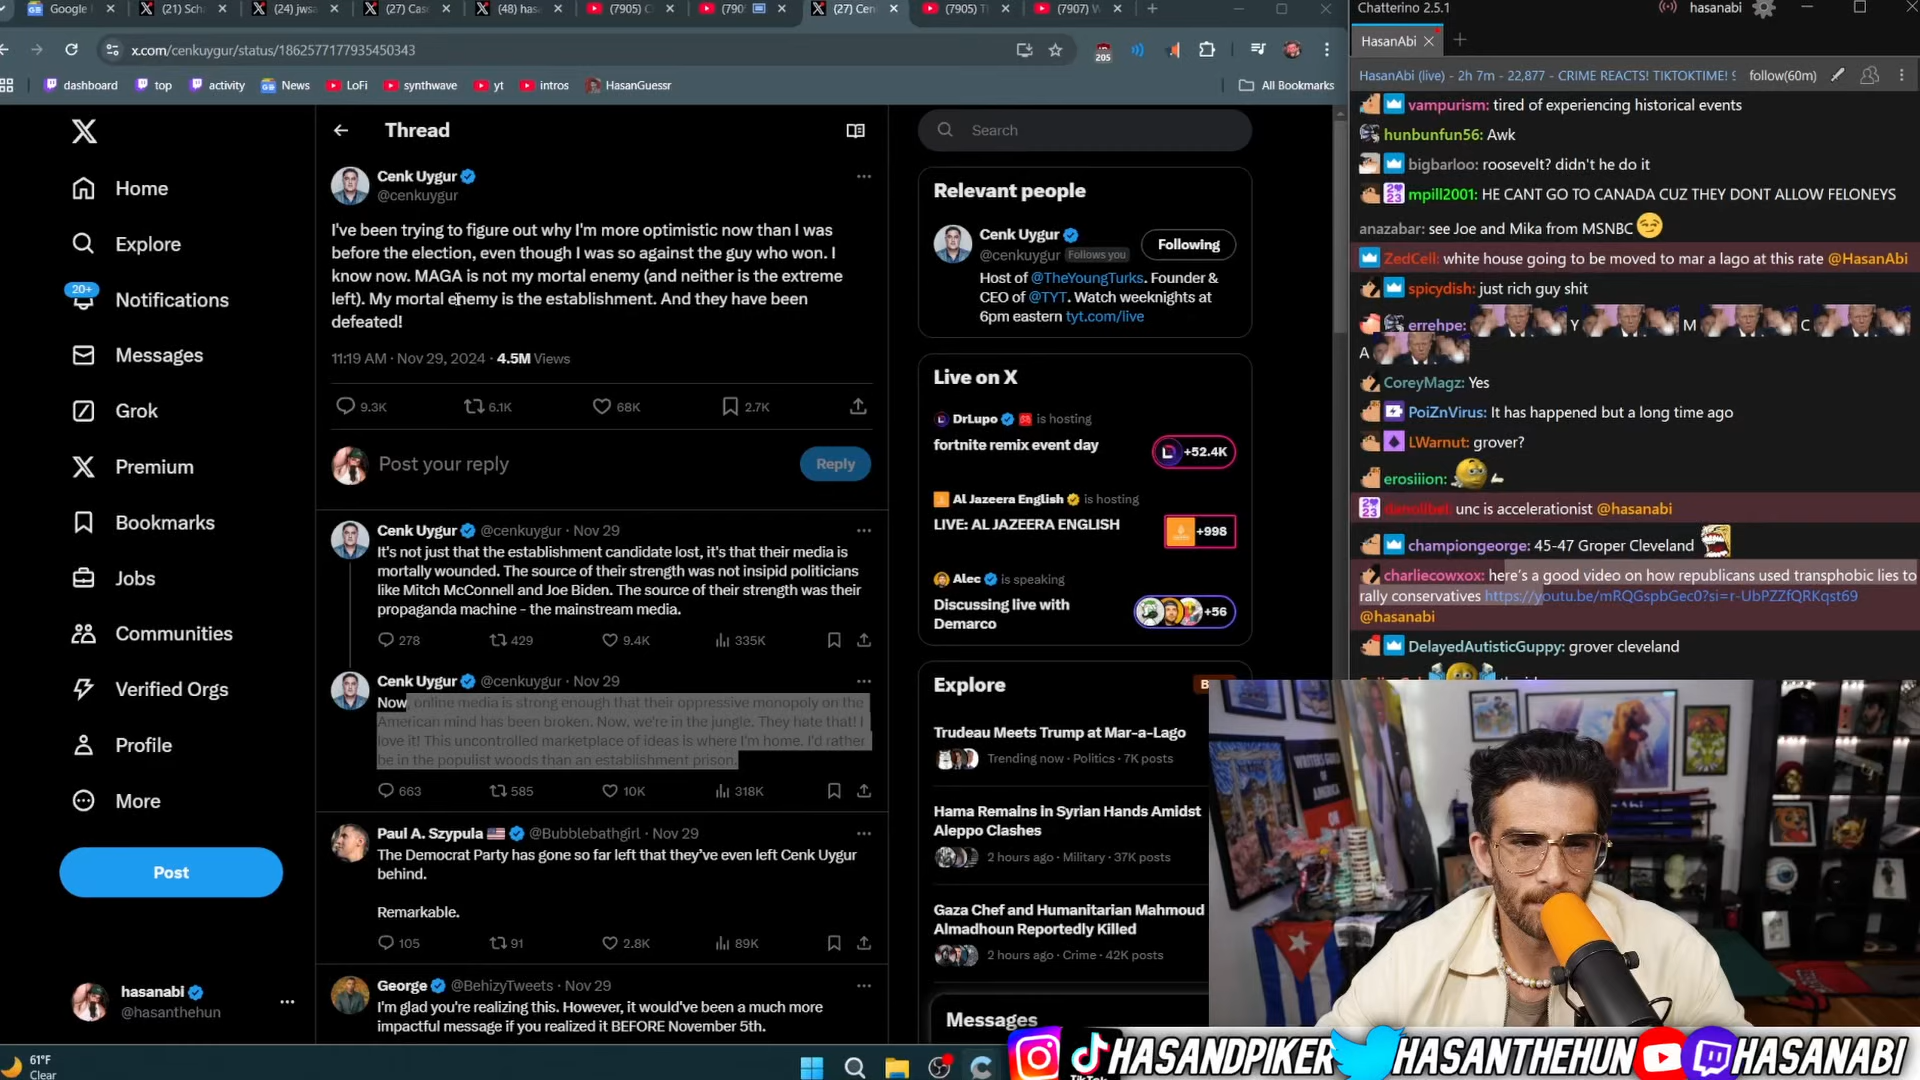 Google
(21) Sch
(24) jwsa
(27) Cas
(48) has
(7905) C
(790
(27) Cen
(7905) T
(7907) W
x.com/cenkuygur/status/1862577177935450343
205
dashboard
top
activity
News
LoFi
synthwave
yt
intros
HasanGuessr
All Bookmarks
Home
Explore
20+
Notifications
Messages
Grok
Premium
Bookmarks
Jobs
Communities
Verified Orgs
Profile
More
Post
hasanabi
@hasanthehun
Thread
Cenk Uygur
@cenkuygur
I've been trying to figure out why I'm more optimistic now than I was
before the election, even though I was so against the guy who won. I
know now. MAGA is not my mortal enemy (and neither is the extreme
left). My mortal enemy is the establishment. And they have been
defeated!
11:19 AM · Nov 29, 2024 · 4.5M Views
9.3K
6.1K
68K
2.7K
Post your reply
Reply
Cenk Uygur @cenkuygur · Nov 29
It's not just that the establishment candidate lost, it's that their media is
mortally wounded. The source of their strength was not insipid politicians
like Mitch McConnell and Joe Biden. The source of their strength was their
propaganda machine - the mainstream media.
278
429
9.4K
335K
Cenk Uygur @cenkuygur · Nov 29
Now, online media is strong enough that their oppressive monopoly on the
American mind has been broken. Now, we're in the jungle. They hate that! I
love it! This uncontrolled marketplace of ideas is where I'm home. I'd rather
be in the populist woods than an establishment prison.
663
585
10K
318K
Paul A. Szypula @Bubblebathgirl · Nov 29
The Democrat Party has gone so far left that they've even left Cenk Uygur
behind.
Remarkable.
105
91
2.8K
89K
George @BehizyTweets · Nov 29
I'm glad you're realizing this. However, it would've been a much more
impactful message if you realized it BEFORE November 5th.
Search
Relevant people
Cenk Uygur
@cenkuygur Follows you
Following
Host of @TheYoungTurks. Founder &
CEO of @TYT. Watch weeknights at
6pm eastern tyt.com/live
Live on X
DrLupo is hosting
fortnite remix event day
+52.4K
Al Jazeera English is hosting
LIVE: AL JAZEERA ENGLISH
+998
Alec is speaking
Discussing live with
Demarco
+56
Explore
B
Trudeau Meets Trump at Mar-a-Lago
Trending now · Politics · 7K posts
Hama Remains in Syrian Hands Amidst
Aleppo Clashes
2 hours ago · Military · 37K posts
Gaza Chef and Humanitarian Mahmoud
Almadhoun Reportedly Killed
2 hours ago · Crime · 42K posts
Messages
Chatterino 2.5.1
hasanabi
HasanAbi
HasanAbi (live) - 2h 7m - 22,877 - CRIME REACTS! TIKTOKTIME!
follow(60m)
vampurism: tired of experiencing historical events
hunbunfun56: Awk
bigbarloo: roosevelt? didn't he do it
mpill2001: HE CANT GO TO CANADA CUZ THEY DONT ALLOW FELONEYS
anazabar: see Joe and Mika from MSNBC
ZedCell: white house going to be moved to mar a lago at this rate @HasanAbi
spicydish: just rich guy shit
errehpe: Y M C
A
CoreyMagz: Yes
PoiZnVirus: It has happened but a long time ago
LWarnut: grover?
erosiiion:
unc is accelerationist @hasanabi
championgeorge: 45-47 Groper Cleveland
charliecowxox: here's a good video on how republicans used transphobic lies to
rally conservatives https://youtu.be/mRQGspbGec0?si=r-UbPZZfQRKqst69
@hasanabi
DelayedAutisticGuppy: grover cleveland
WRITERS GUILD OF AMERICA
61°F
Clear
HASANDPIKER
HASANTHEHUN
HASANABI
TikTok